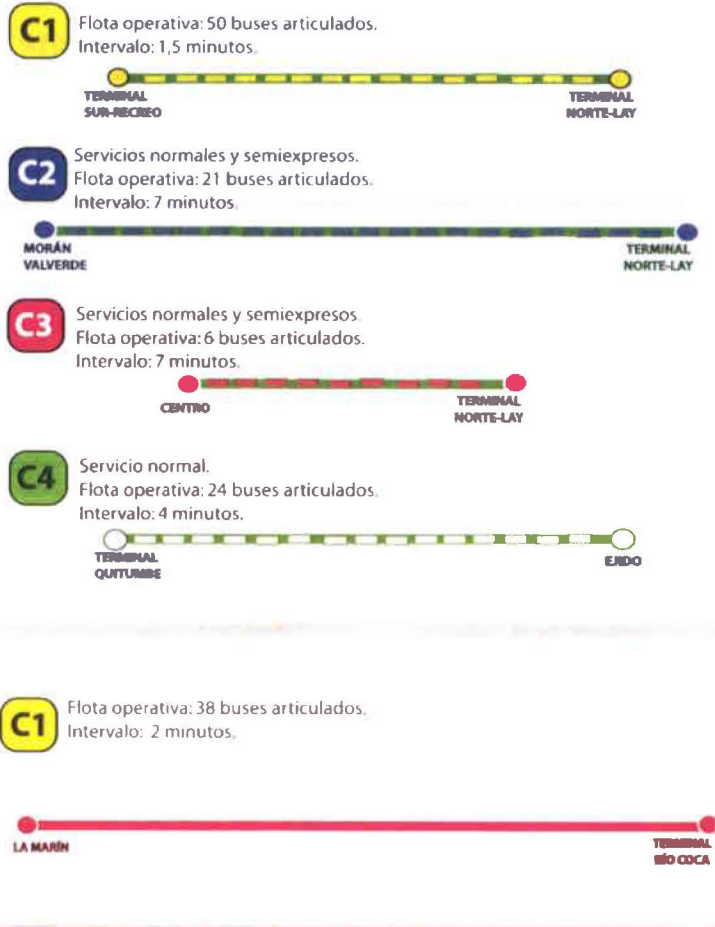 C1
Flota operativa: 50 buses articulados.
Intervalo: 1,5 minutos.
TERMINAL
SUR-RECREO
TERMINAL
NORTE-LAY
C2
Servicios normales y semiexpresos.
Flota operativa: 21 buses articulados.
Intervalo: 7 minutos.
MORÁN
VALVERDE
TERMINAL
NORTE-LAY
C3
Servicios normales y semiexpresos.
Flota operativa: 6 buses articulados.
Intervalo: 7 minutos.
CENTRO
TERMINAL
NORTE-LAY
C4
Servicio normal.
Flota operativa: 24 buses articulados.
Intervalo: 4 minutos.
TERMINAL
QUITUMBE
EJIDO
C1
Flota operativa: 38 buses articulados.
Intervalo: 2 minutos.
LA MARÍN
TERMINAL
RÍO COCA